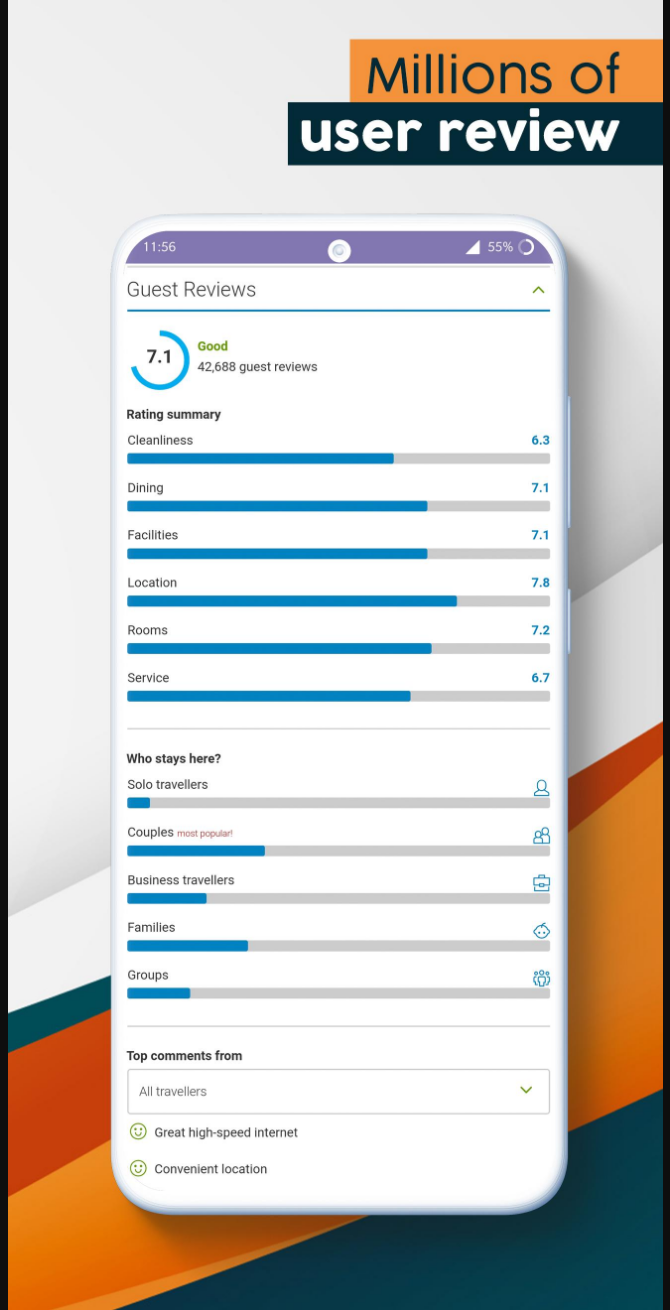 Millions of
user review
11:56
55%
Guest Reviews
7.1
Good
42,688 guest reviews
Rating summary
Cleanliness 6.3
Dining 7.1
Facilities 7.1
Location 7.8
Rooms 7.2
Service 6.7
Who stays here?
Solo travellers
Couples most popular!
Business travellers
Families
Groups
Top comments from
All travellers
Great high-speed internet
Convenient location